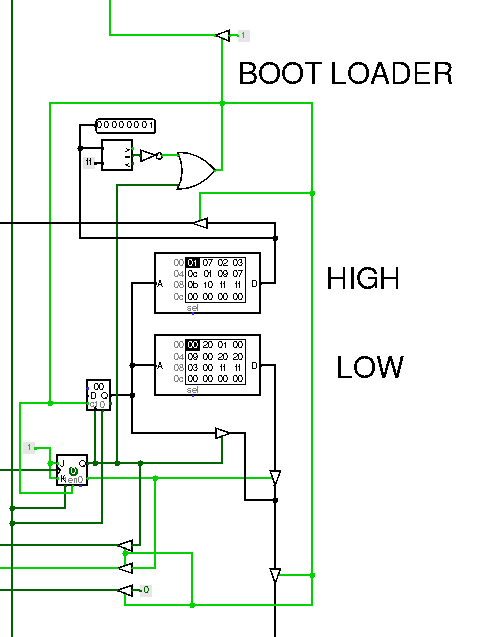 1
BOOT LOADER
00000001
ff
HIGH
00 01 07 02 03
04 0c 01 09 07
08 0b 10 ff ff
0c 00 00 00 00
A
D
sel
LOW
00 00 20 01 00
04 09 00 20 20
08 03 00 ff ff
0c 00 00 00 00
A
D
sel
00
D Q
1
J Q
0
K
en0
0